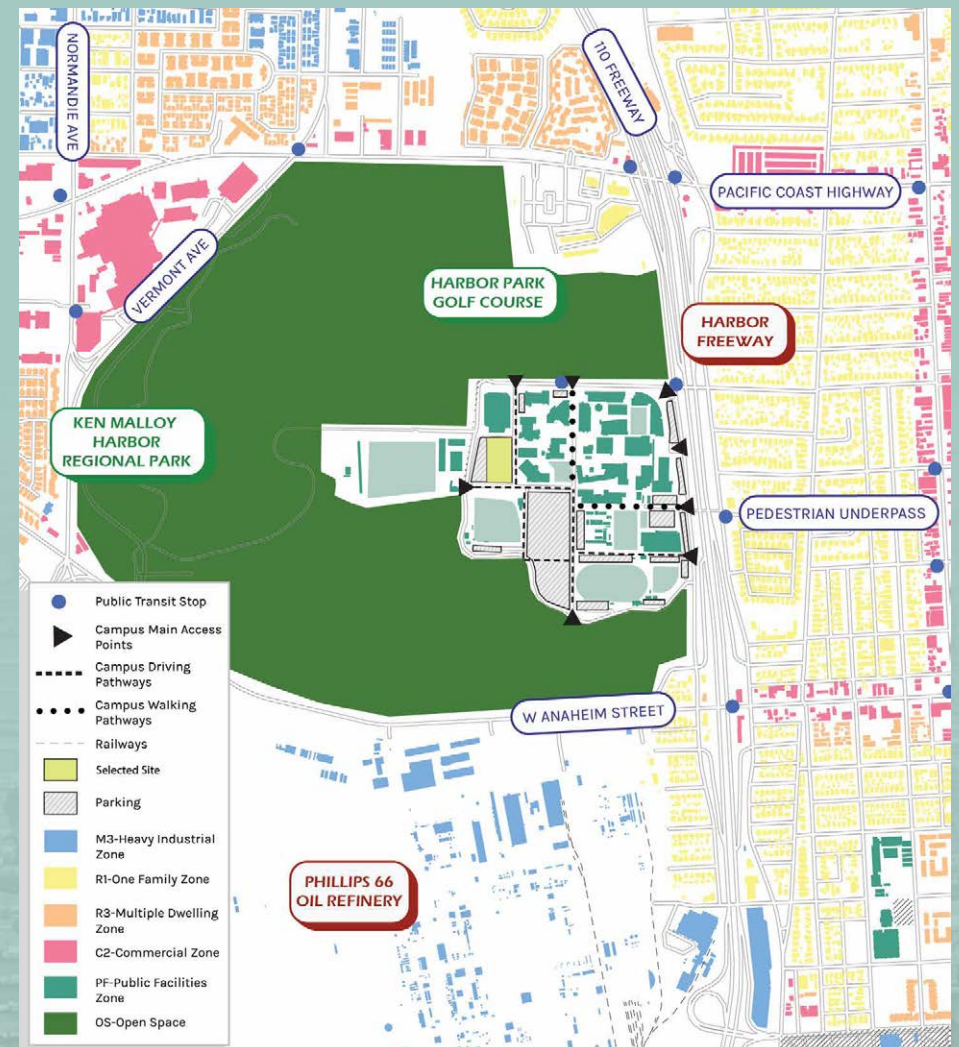 NORMANDIE AVE
110 FREEWAY
PACIFIC COAST HIGHWAY
VERMONT AVE
HARBOR PARK
GOLF COURSE
HARBOR
FREEWAY
KEN MALLOY
HARBOR
REGIONAL PARK
PEDESTRIAN UNDERPASS
W ANAHEIM STREET
PHILLIPS 66
OIL REFINERY
Public Transit Stop
Campus Main Access
Points
Campus Driving
Pathways
Campus Walking
Pathways
Railways
Selected Site
Parking
M3-Heavy Industrial
Zone
R1-One Family Zone
R3-Multiple Dwelling
Zone
C2-Commercial Zone
PF-Public Facilities
Zone
OS-Open Space